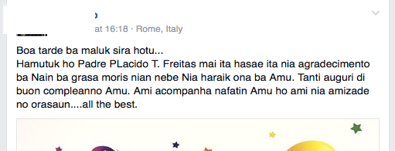 at 16:18 · Rome, Italy
Boa tarde ba maluk sira hotu...
Hamutuk ho Padre PLacido T. Freitas mai ita hasae ita nia agradecimento
ba Nain ba grasa moris nian nebe Nia haraik ona ba Amu. Tanti auguri di
buon compleanno Amu. Ami acompanha nafatin Amu ho ami nia amizade
no orasaun....all the best.